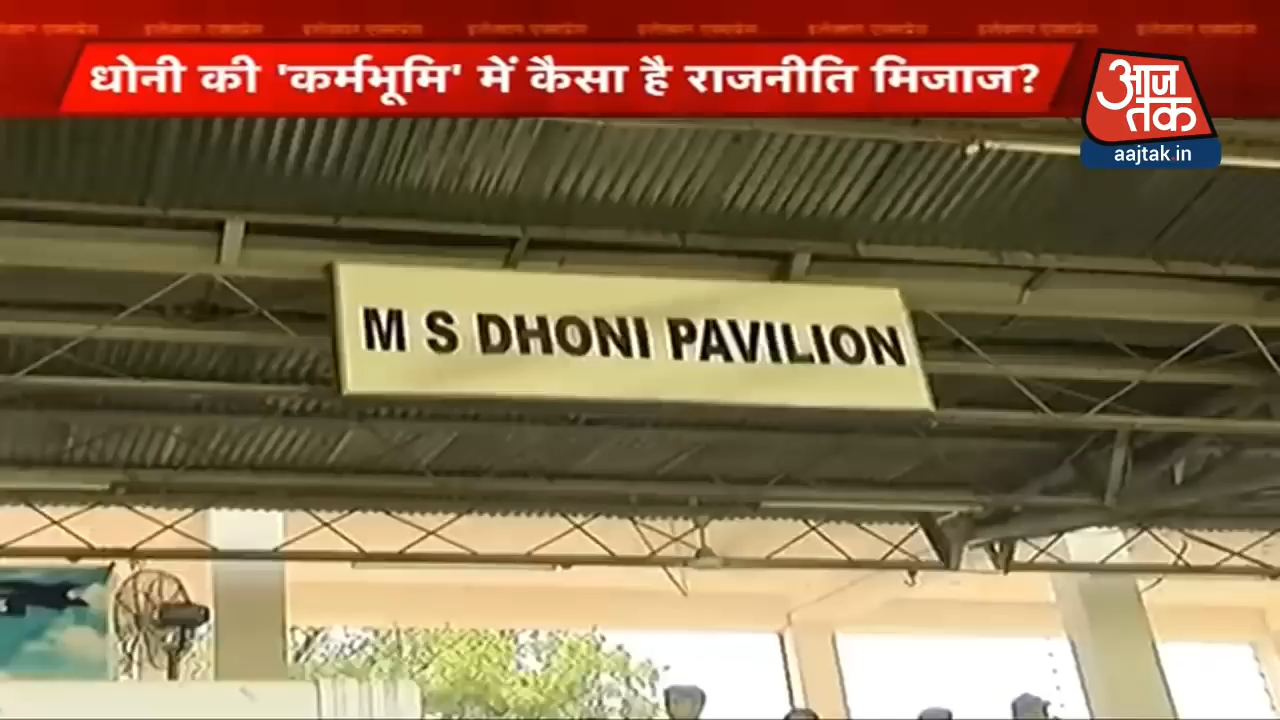 धोनी की 'कर्मभूमि' में कैसा है राजनीति मिजाज?
आज
तक
aajtak.in
M S DHONI PAVILION